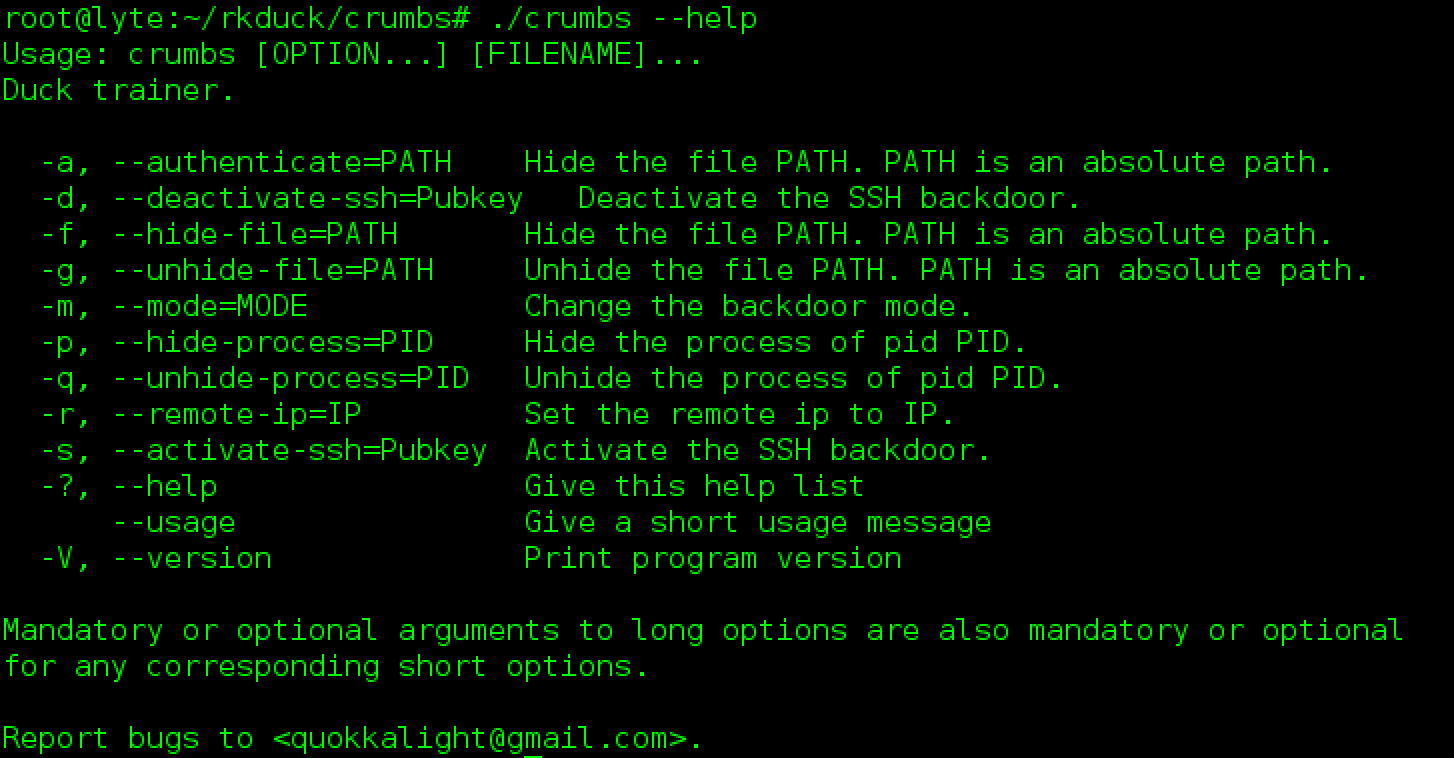 root@lyte:~/rkduck/crumbs# ./crumbs --help
Usage: crumbs [OPTION...] [FILENAME]...
Duck trainer.
-a, --authenticate=PATH    Hide the file PATH. PATH is an absolute path.
-d, --deactivate-ssh=Pubkey   Deactivate the SSH backdoor.
-f, --hide-file=PATH       Hide the file PATH. PATH is an absolute path.
-g, --unhide-file=PATH     Unhide the file PATH. PATH is an absolute path.
-m, --mode=MODE            Change the backdoor mode.
-p, --hide-process=PID     Hide the process of pid PID.
-q, --unhide-process=PID   Unhide the process of pid PID.
-r, --remote-ip=IP         Set the remote ip to IP.
-s, --activate-ssh=Pubkey  Activate the SSH backdoor.
-?, --help                 Give this help list
--usage                Give a short usage message
-V, --version              Print program version
Mandatory or optional arguments to long options are also mandatory or optional
for any corresponding short options.
Report bugs to <quokkalight@gmail.com>.